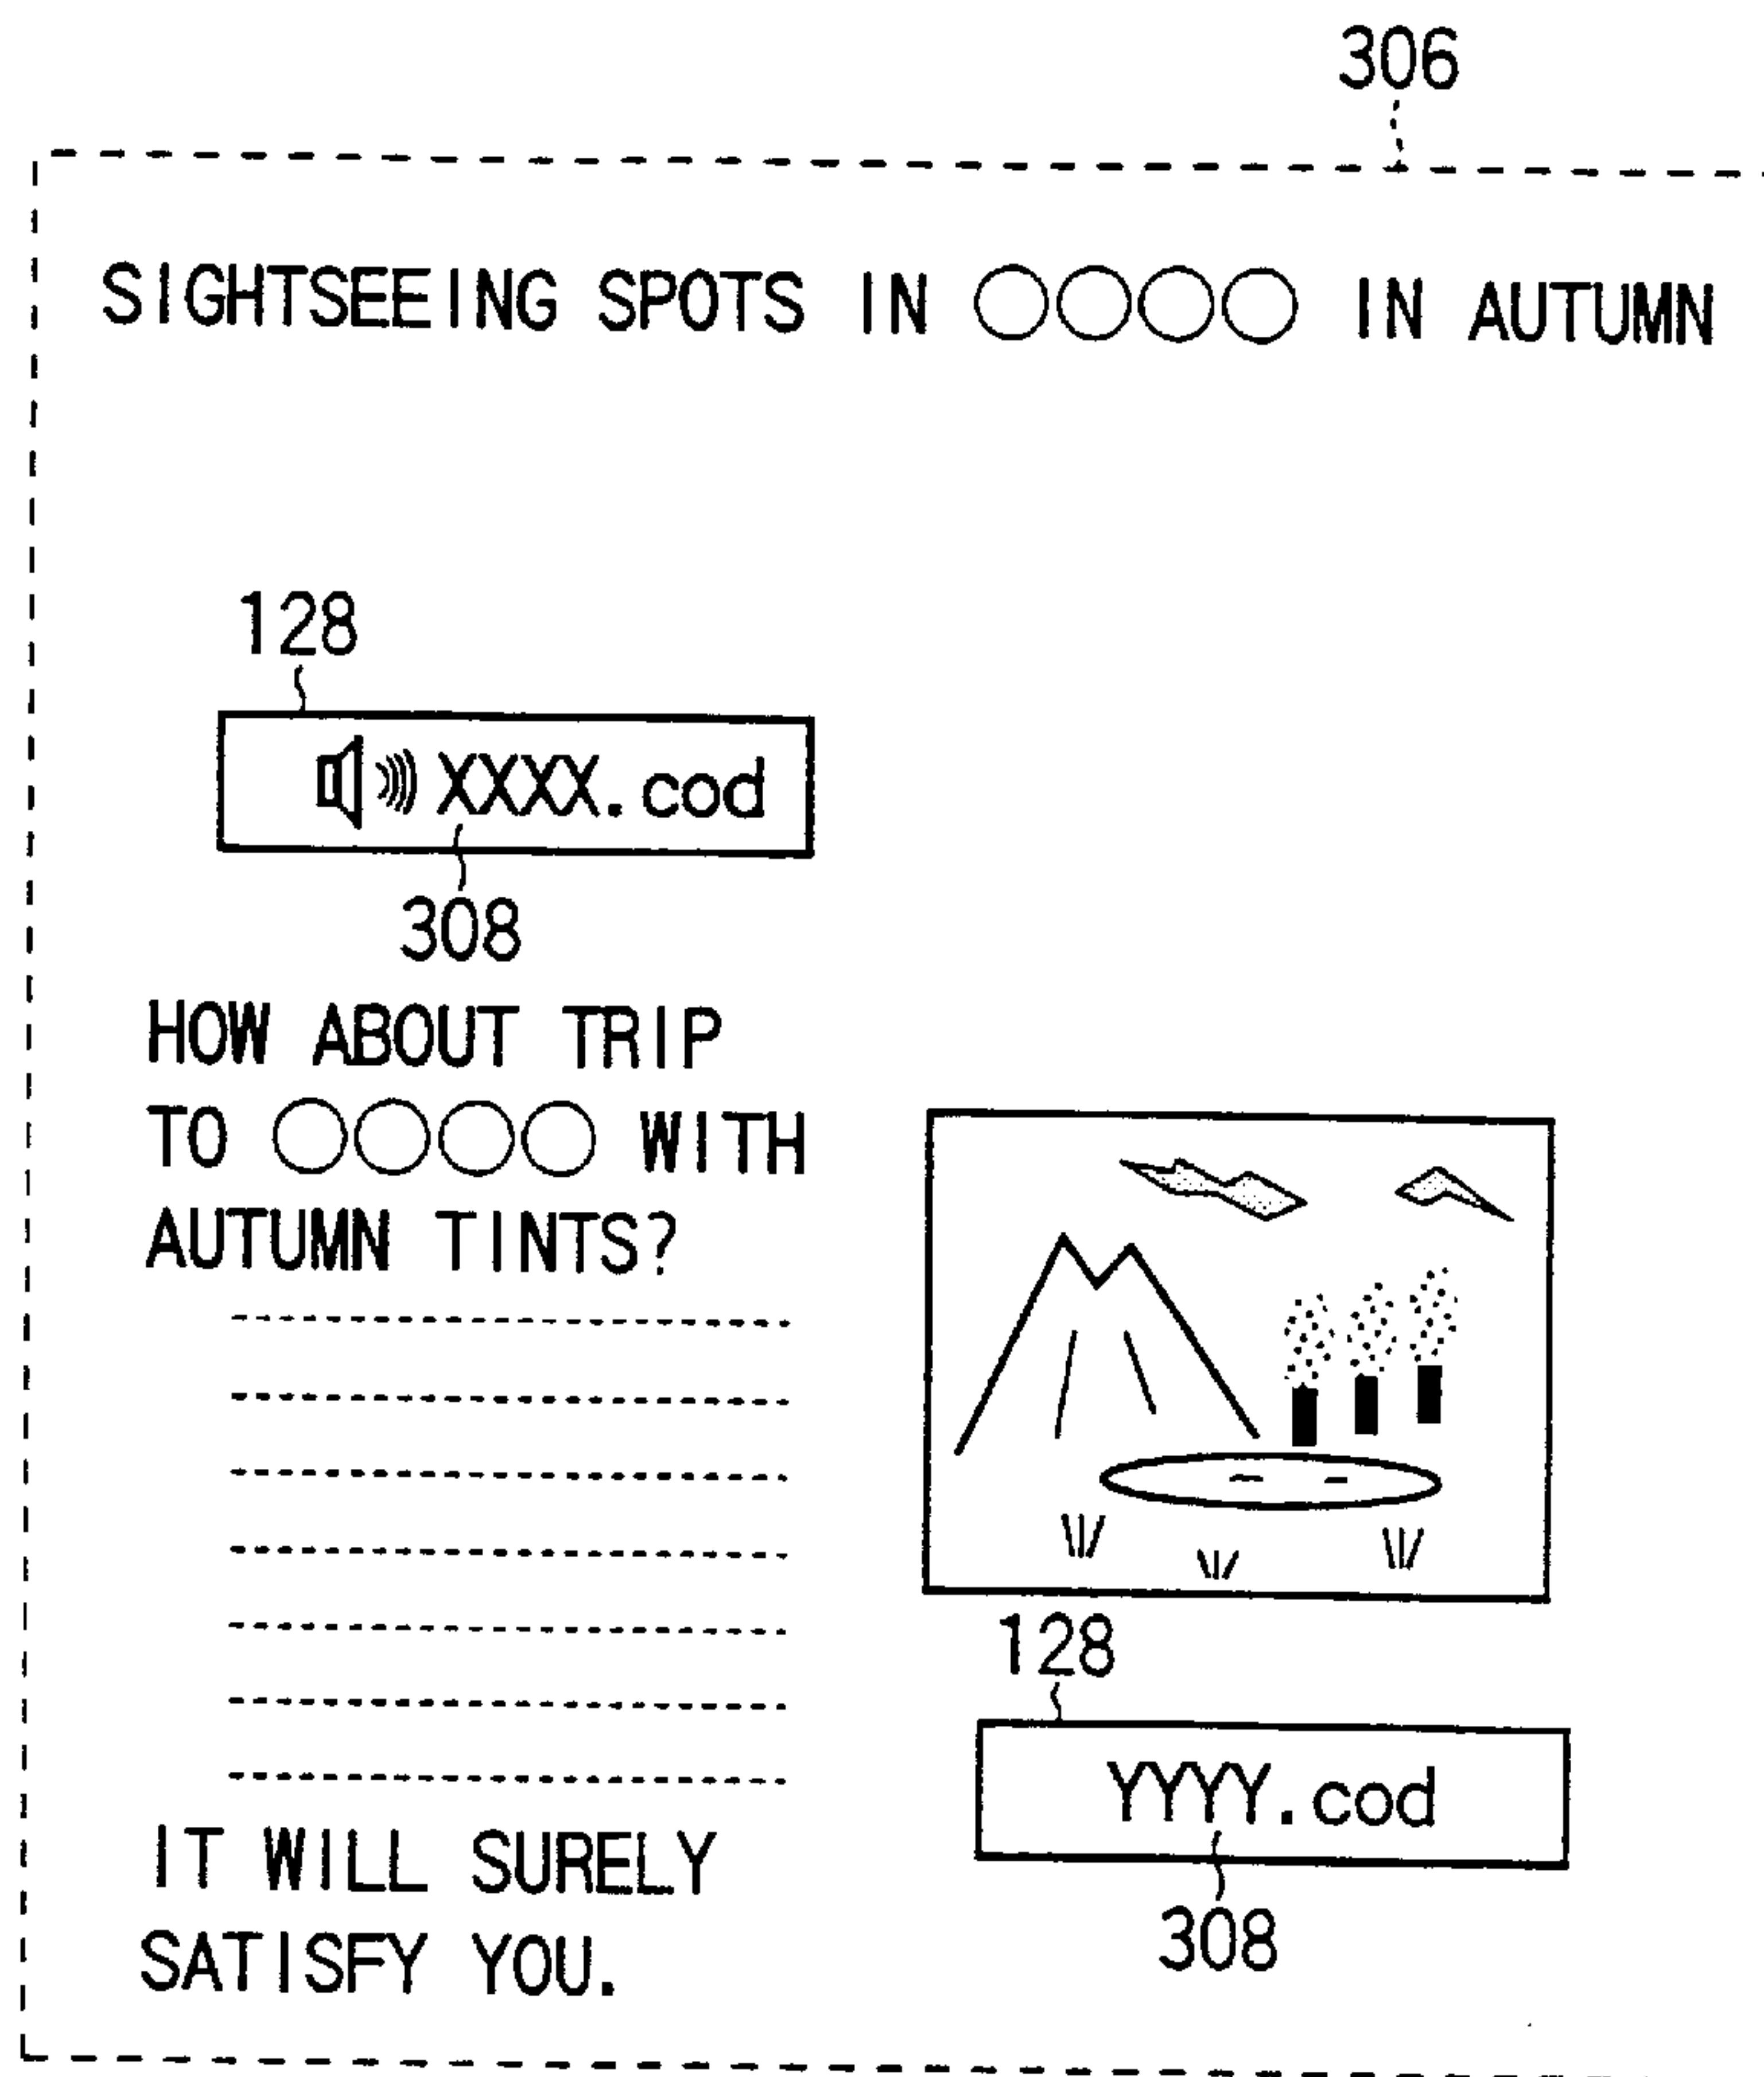 306
SIGHTSEEING SPOTS IN ○○○○ IN AUTUMN
128
XXXX.cod
308
HOW ABOUT TRIP
TO ○○○○ WITH
AUTUMN TINTS?
IT WILL SURELY
SATISFY YOU.
128
YYYY.cod
308